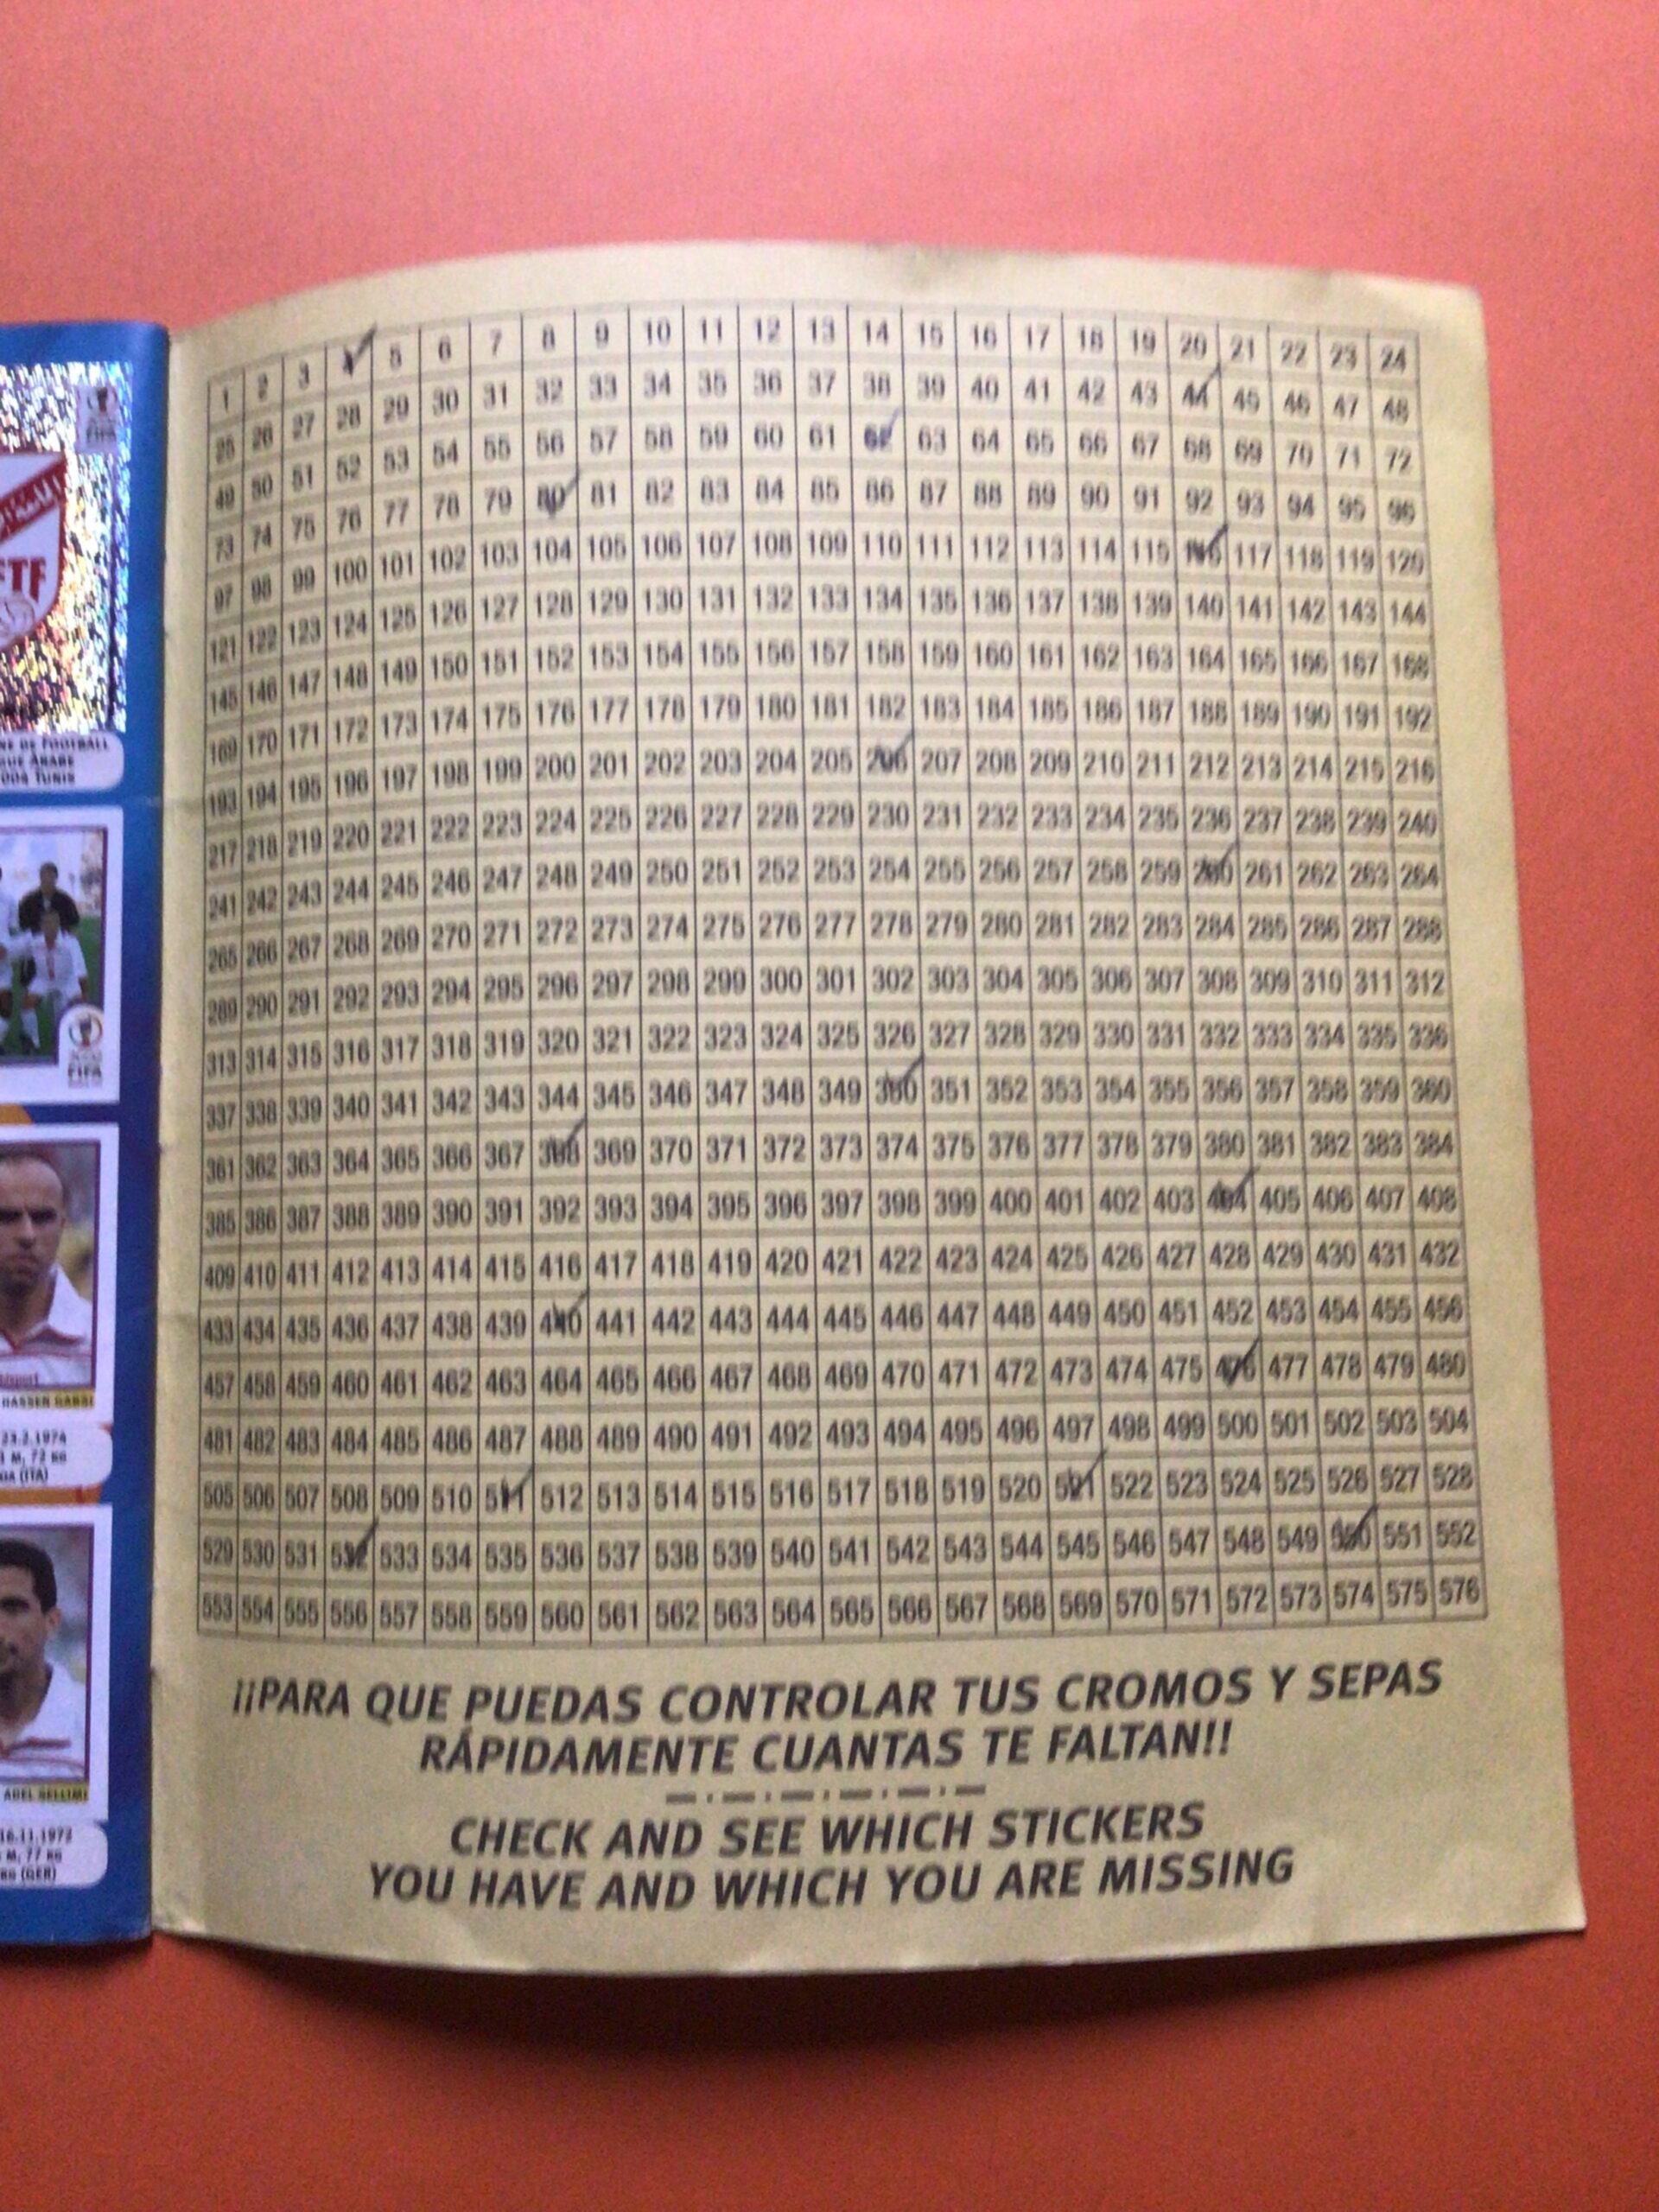 FTF
NE DE FOOTBALL
QUE ARABE
1004 TUNIS
FIFA
HASSEN GABSI
23.2.1974
1 M, 72 KG
OA (ITA)
ADEL SELLIMI
16.11.1972
M, 77 KG
RG (GER)
1 2 3 4 5 6 7 8 9 10 11 12 13 14 15 16 17 18 19 20 21 22 23 24
25 26 27 28 29 30 31 32 33 34 35 36 37 38 39 40 41 42 43 44 45 46 47 48
49 50 51 52 53 54 55 56 57 58 59 60 61 62 63 64 65 66 67 68 69 70 71 72
73 74 75 76 77 78 79 80 81 82 83 84 85 86 87 88 89 90 91 92 93 94 95 96
97 98 99 100 101 102 103 104 105 106 107 108 109 110 111 112 113 114 115 116 117 118 119 120
121 122 123 124 125 126 127 128 129 130 131 132 133 134 135 136 137 138 139 140 141 142 143 144
145 146 147 148 149 150 151 152 153 154 155 156 157 158 159 160 161 162 163 164 165 166 167 168
169 170 171 172 173 174 175 176 177 178 179 180 181 182 183 184 185 186 187 188 189 190 191 192
193 194 195 196 197 198 199 200 201 202 203 204 205 206 207 208 209 210 211 212 213 214 215 216
217 218 219 220 221 222 223 224 225 226 227 228 229 230 231 232 233 234 235 236 237 238 239 240
241 242 243 244 245 246 247 248 249 250 251 252 253 254 255 256 257 258 259 260 261 262 263 264
265 266 267 268 269 270 271 272 273 274 275 276 277 278 279 280 281 282 283 284 285 286 287 288
289 290 291 292 293 294 295 296 297 298 299 300 301 302 303 304 305 306 307 308 309 310 311 312
313 314 315 316 317 318 319 320 321 322 323 324 325 326 327 328 329 330 331 332 333 334 335 336
337 338 339 340 341 342 343 344 345 346 347 348 349 350 351 352 353 354 355 356 357 358 359 360
361 362 363 364 365 366 367 368 369 370 371 372 373 374 375 376 377 378 379 380 381 382 383 384
385 386 387 388 389 390 391 392 393 394 395 396 397 398 399 400 401 402 403 404 405 406 407 408
409 410 411 412 413 414 415 416 417 418 419 420 421 422 423 424 425 426 427 428 429 430 431 432
433 434 435 436 437 438 439 440 441 442 443 444 445 446 447 448 449 450 451 452 453 454 455 456
457 458 459 460 461 462 463 464 465 466 467 468 469 470 471 472 473 474 475 476 477 478 479 480
481 482 483 484 485 486 487 488 489 490 491 492 493 494 495 496 497 498 499 500 501 502 503 504
505 506 507 508 509 510 511 512 513 514 515 516 517 518 519 520 521 522 523 524 525 526 527 528
529 530 531 532 533 534 535 536 537 538 539 540 541 542 543 544 545 546 547 548 549 550 551 552
553 554 555 556 557 558 559 560 561 562 563 564 565 566 567 568 569 570 571 572 573 574 575 576
¡¡PARA QUE PUEDAS CONTROLAR TUS CROMOS Y SEPAS
RÁPIDAMENTE CUANTAS TE FALTAN!!
CHECK AND SEE WHICH STICKERS
YOU HAVE AND WHICH YOU ARE MISSING